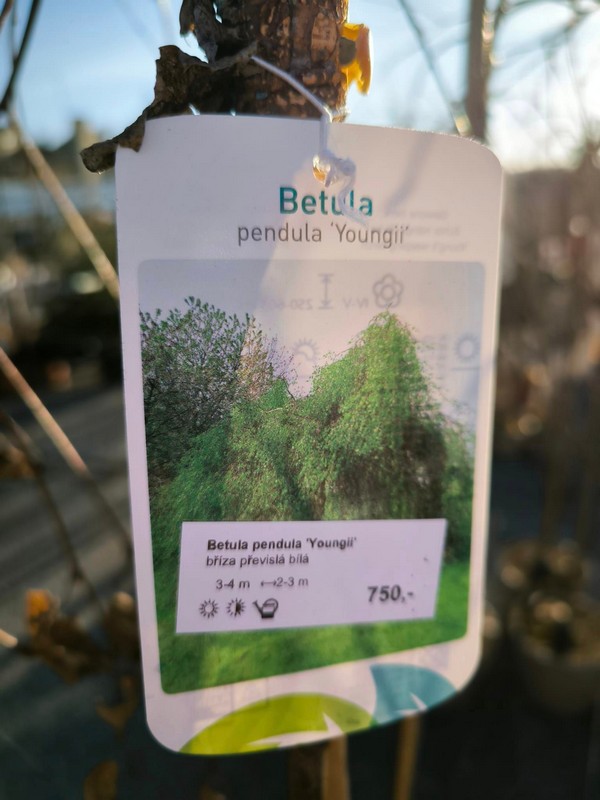 Betula
pendula 'Youngii'
Betula pendula 'Youngii'
bříza převislá bílá
3-4 m ↔2-3 m
750,-